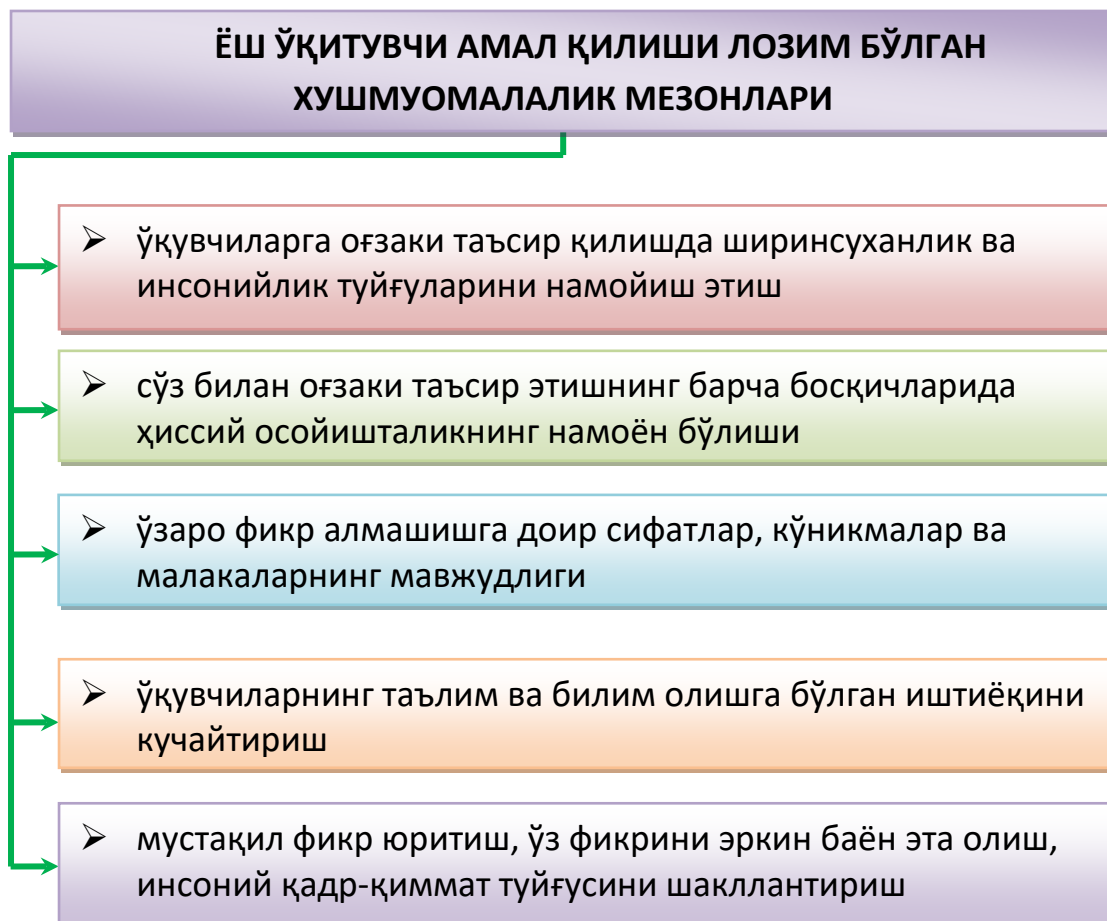 ЁШ ЎҚИТУВЧИ АМАЛ ҚИЛИШИ ЛОЗИМ БЎЛГАН
ХУШМУОМАЛАЛИК МЕЗОНЛАРИ
➢ ўқувчиларга оғзаки таъсир қилишда ширинсуханлик ва
инсонийлик туйғуларини намойиш этиш
➢ сўз билан оғзаки таъсир этишнинг барча босқичларида
ҳиссий осойишталикнинг намоён бўлиши
➢ ўзаро фикр алмашишга доир сифатлар, кўникмалар ва
малакаларнинг мавжудлиги
➢ ўқувчиларнинг таълим ва билим олишга бўлган иштиёқини
кучайтириш
➢ мустақил фикр юритиш, ўз фикрини эркин баён эта олиш,
инсоний қадр-қиммат туйғусини шакллантириш